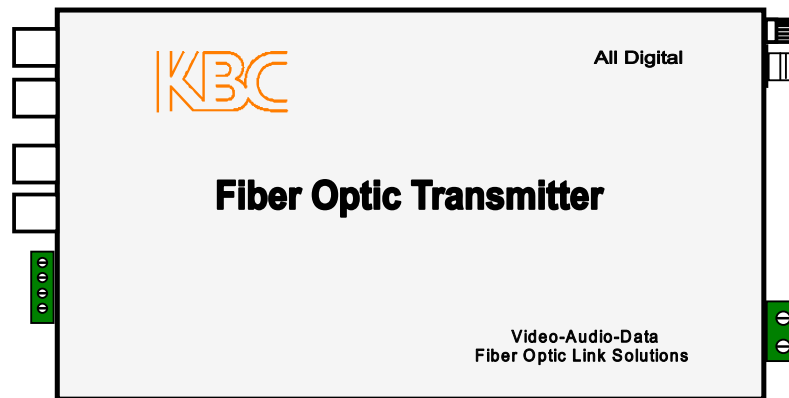 KBC
All Digital
Fiber Optic Transmitter
Video-Audio-Data
Fiber Optic Link Solutions